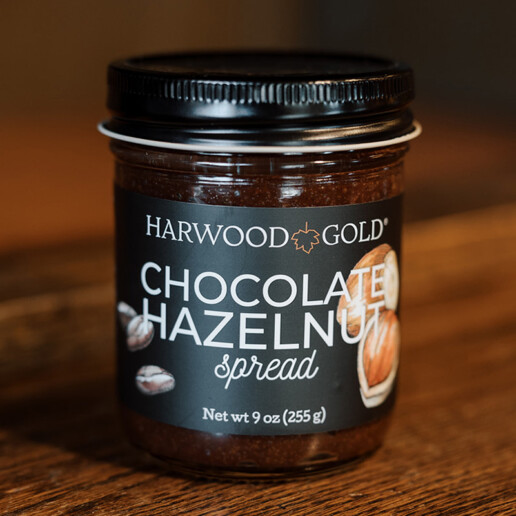 HARWOOD GOLD®
CHOCOLATE
HAZELNUT
spread
Net wt 9 oz (255 g)